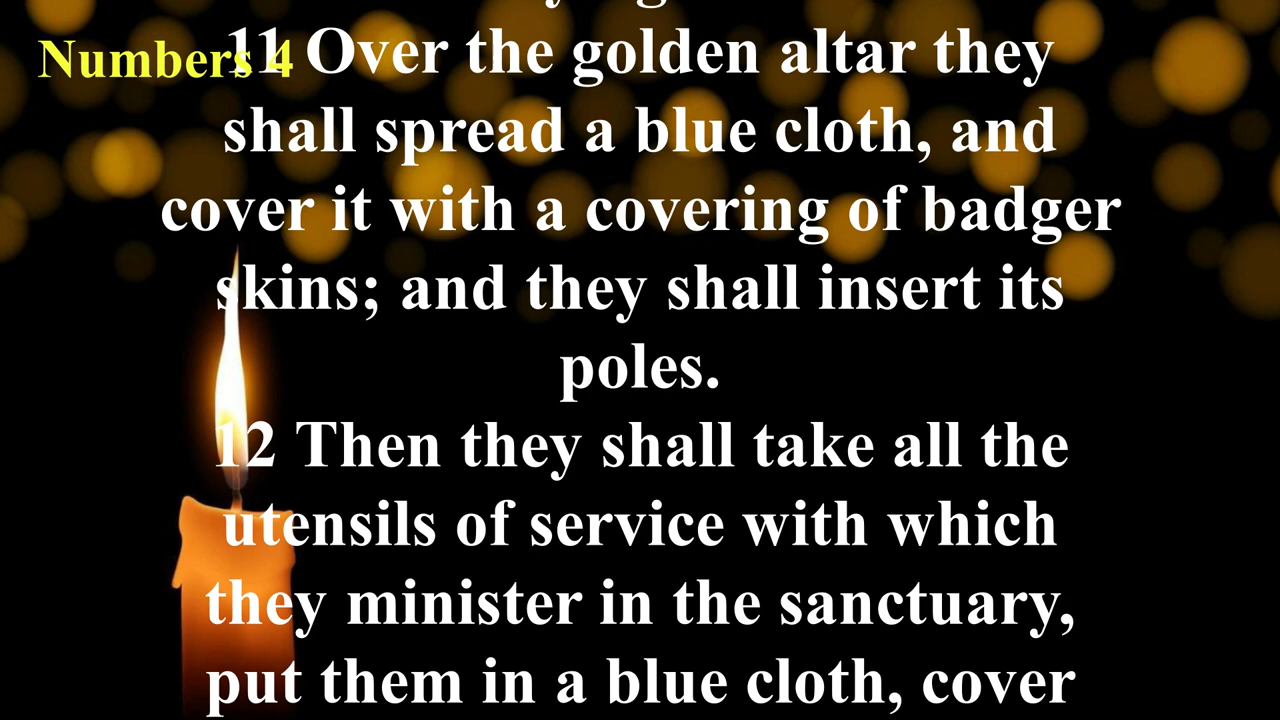 Numbers 4
11 Over the golden altar they
shall spread a blue cloth, and
cover it with a covering of badger
skins; and they shall insert its
poles.
12 Then they shall take all the
utensils of service with which
they minister in the sanctuary,
put them in a blue cloth, cover